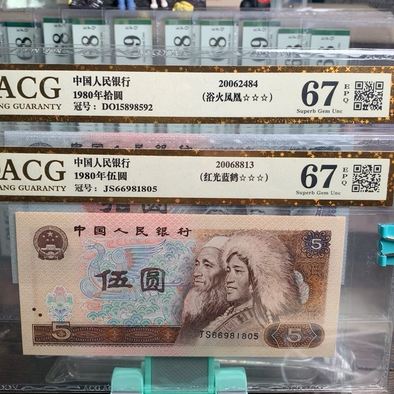 ACG
NG GUARANTY
中国人民银行
1980年拾圆
冠号：DO15898592
20062484
(浴火凤凰☆☆☆)
67 EPQ
Superb Gem Unc
ACG
NG GUARANTY
中国人民银行
1980年伍圆
冠号：JS66981805
20068813
(红光蓝鹤☆☆☆)
67 EPQ
Superb Gem Unc
中国人民银行
5
伍圆
JS66981805
5
5